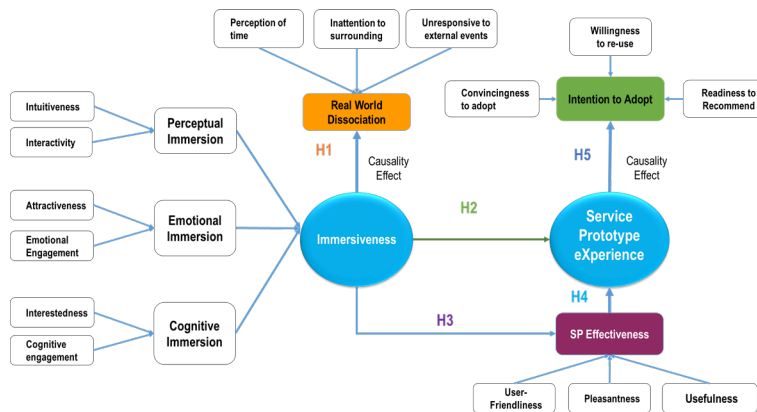 Perception of
time
Inattention to
surrounding
Unresponsive to
external events
Willingness
to re-use
Convincingness
to adopt
Intention to Adopt
Readiness to
Recommend
Real World
Dissociation
Intuitiveness
Interactivity
Perceptual
Immersion
H1
Causality
Effect
H5
Causality
Effect
Attractiveness
Emotional
Engagement
Emotional
Immersion
Immersiveness
H2
Service
Prototype
eXperience
Interestedness
Cognitive
engagement
Cognitive
Immersion
H3
H4
SP Effectiveness
User-
Friendliness
Pleasantness
Usefulness